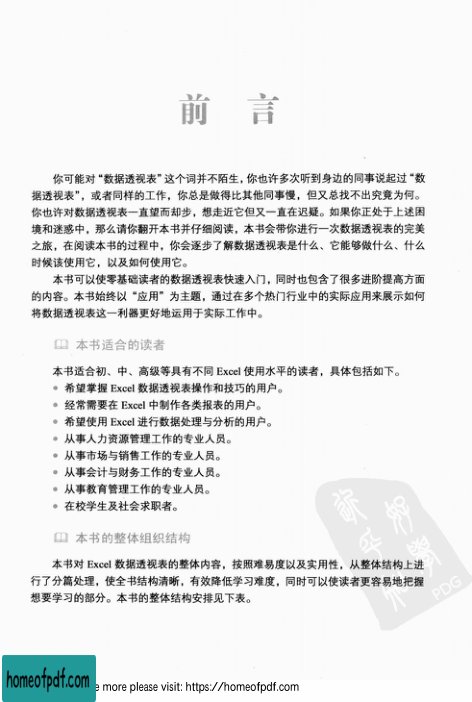 前 言
你可能对“数据透视表”这个词并不陌生，你也许多次听到身边的同事说起过“数
据透视表”，或者同样的工作，你总是做得比其他同事慢，但又总找不出究竟为何。
你也许对数据透视表一直望而却步，想走近它但又一直在迟疑。如果你正处于上述困
境和迷惑中，那么请你翻开本书并仔细阅读，本书会带你进行一次数据透视表的完美
之旅，在阅读本书的过程中，你会逐步了解数据透视表是什么、它能够做什么、什么
时候该使用它，以及如何使用它。
本书可以使零基础读者的数据透视表快速入门，同时也包含了很多进阶提高方面
的内容。本书始终以“应用”为主题，通过在多个热门行业中的实际应用来展示如何
将数据透视表这一利器更好地运用于实际工作中。
本书适合的读者
本书适合初、中、高级等具有不同 Excel 使用水平的读者，具体包括如下。
● 希望掌握 Excel 数据透视表操作和技巧的用户。
● 经常需要在 Excel 中制作各类报表的用户。
● 希望使用 Excel 进行数据处理与分析的用户。
● 从事人力资源管理工作的专业人员。
● 从事市场与销售工作的专业人员。
● 从事会计与财务工作的专业人员。
● 从事教育管理工作的专业人员。
● 在校学生及社会求职者。
本书的整体组织结构
本书对 Excel 数据透视表的整体内容，按照难易度以及实用性，从整体结构上进
行了分篇处理，使全书结构清晰，有效降低学习难度，同时可以使读者更容易地把握
想要学习的部分。本书的整体结构安排见下表。
PDG
homeofpdf.com
e more please visit: https://homeofpdf.com